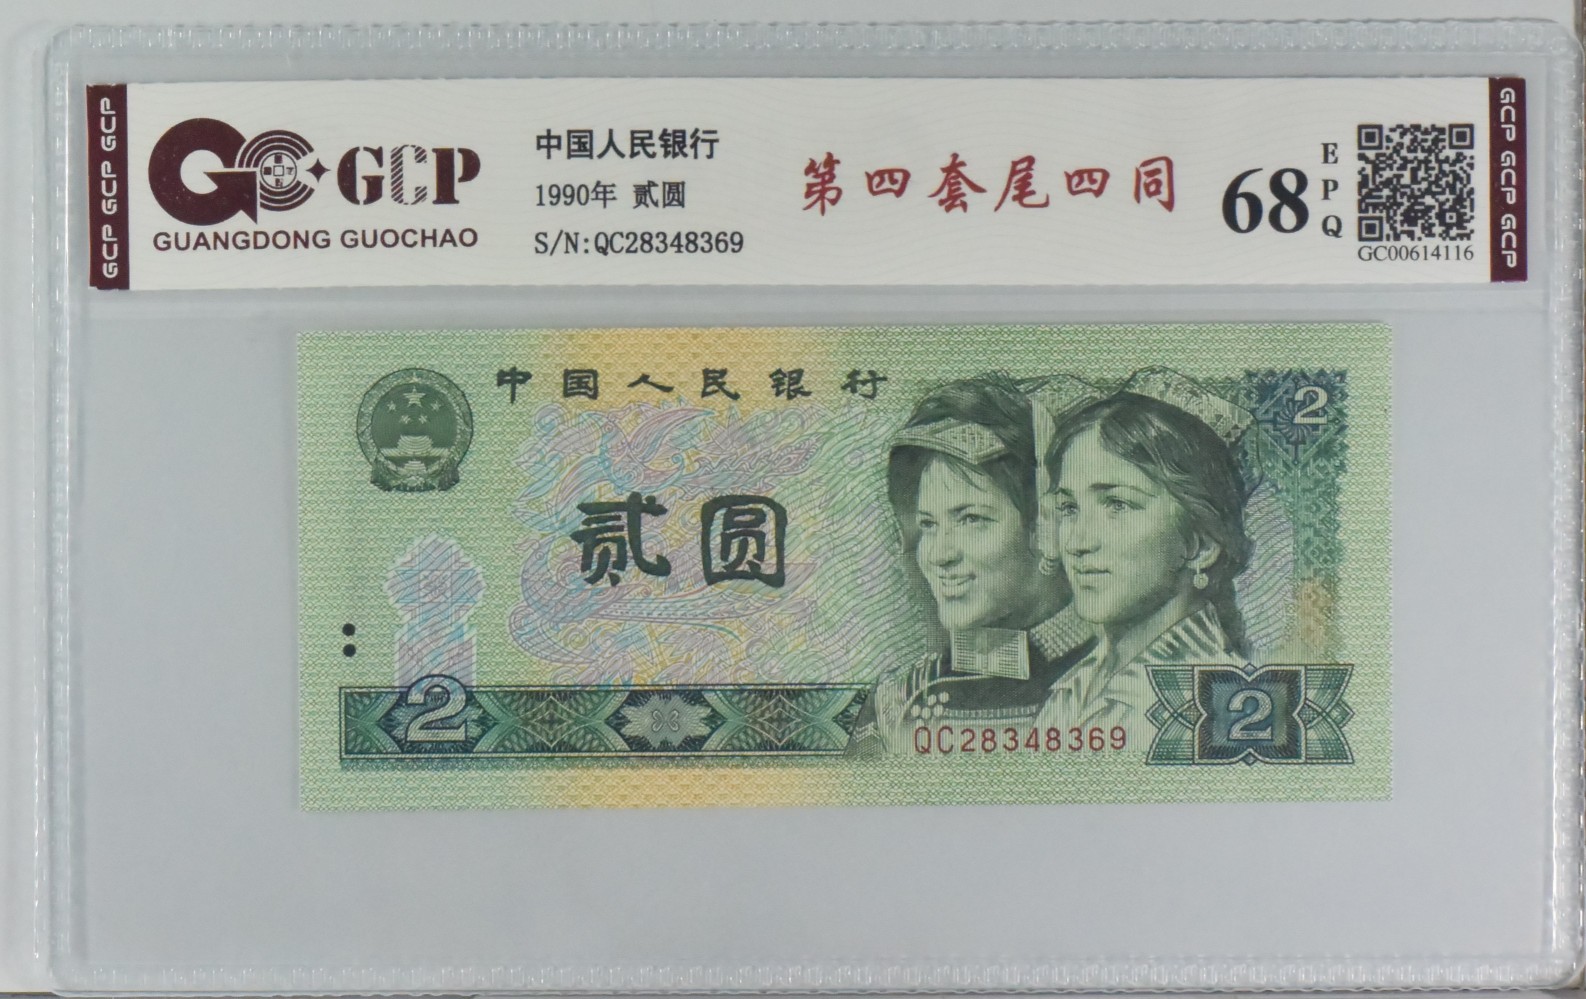 GCP GCP GCP
GCP
GUANGDONG GUOCHAO
中国人民银行
1990年 贰圆
S/N:QC28348369
第四套尾四同
68
EPQ
GC00614116
GCP GCP GCP
中国人民银行
2
贰圆
2
QC28348369
2